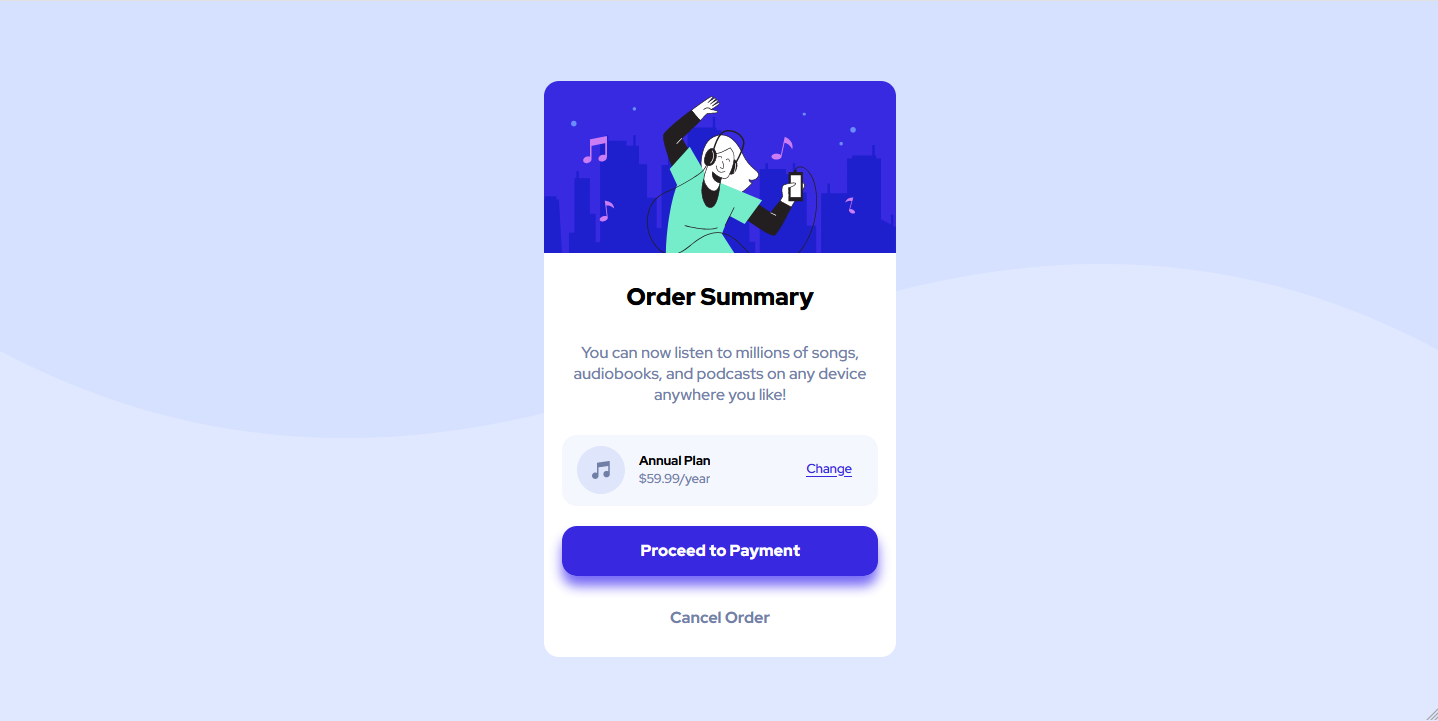 Order Summary
You can now listen to millions of songs,
audiobooks, and podcasts on any device
anywhere you like!
Annual Plan
$59.99/year
Change
Proceed to Payment
Cancel Order